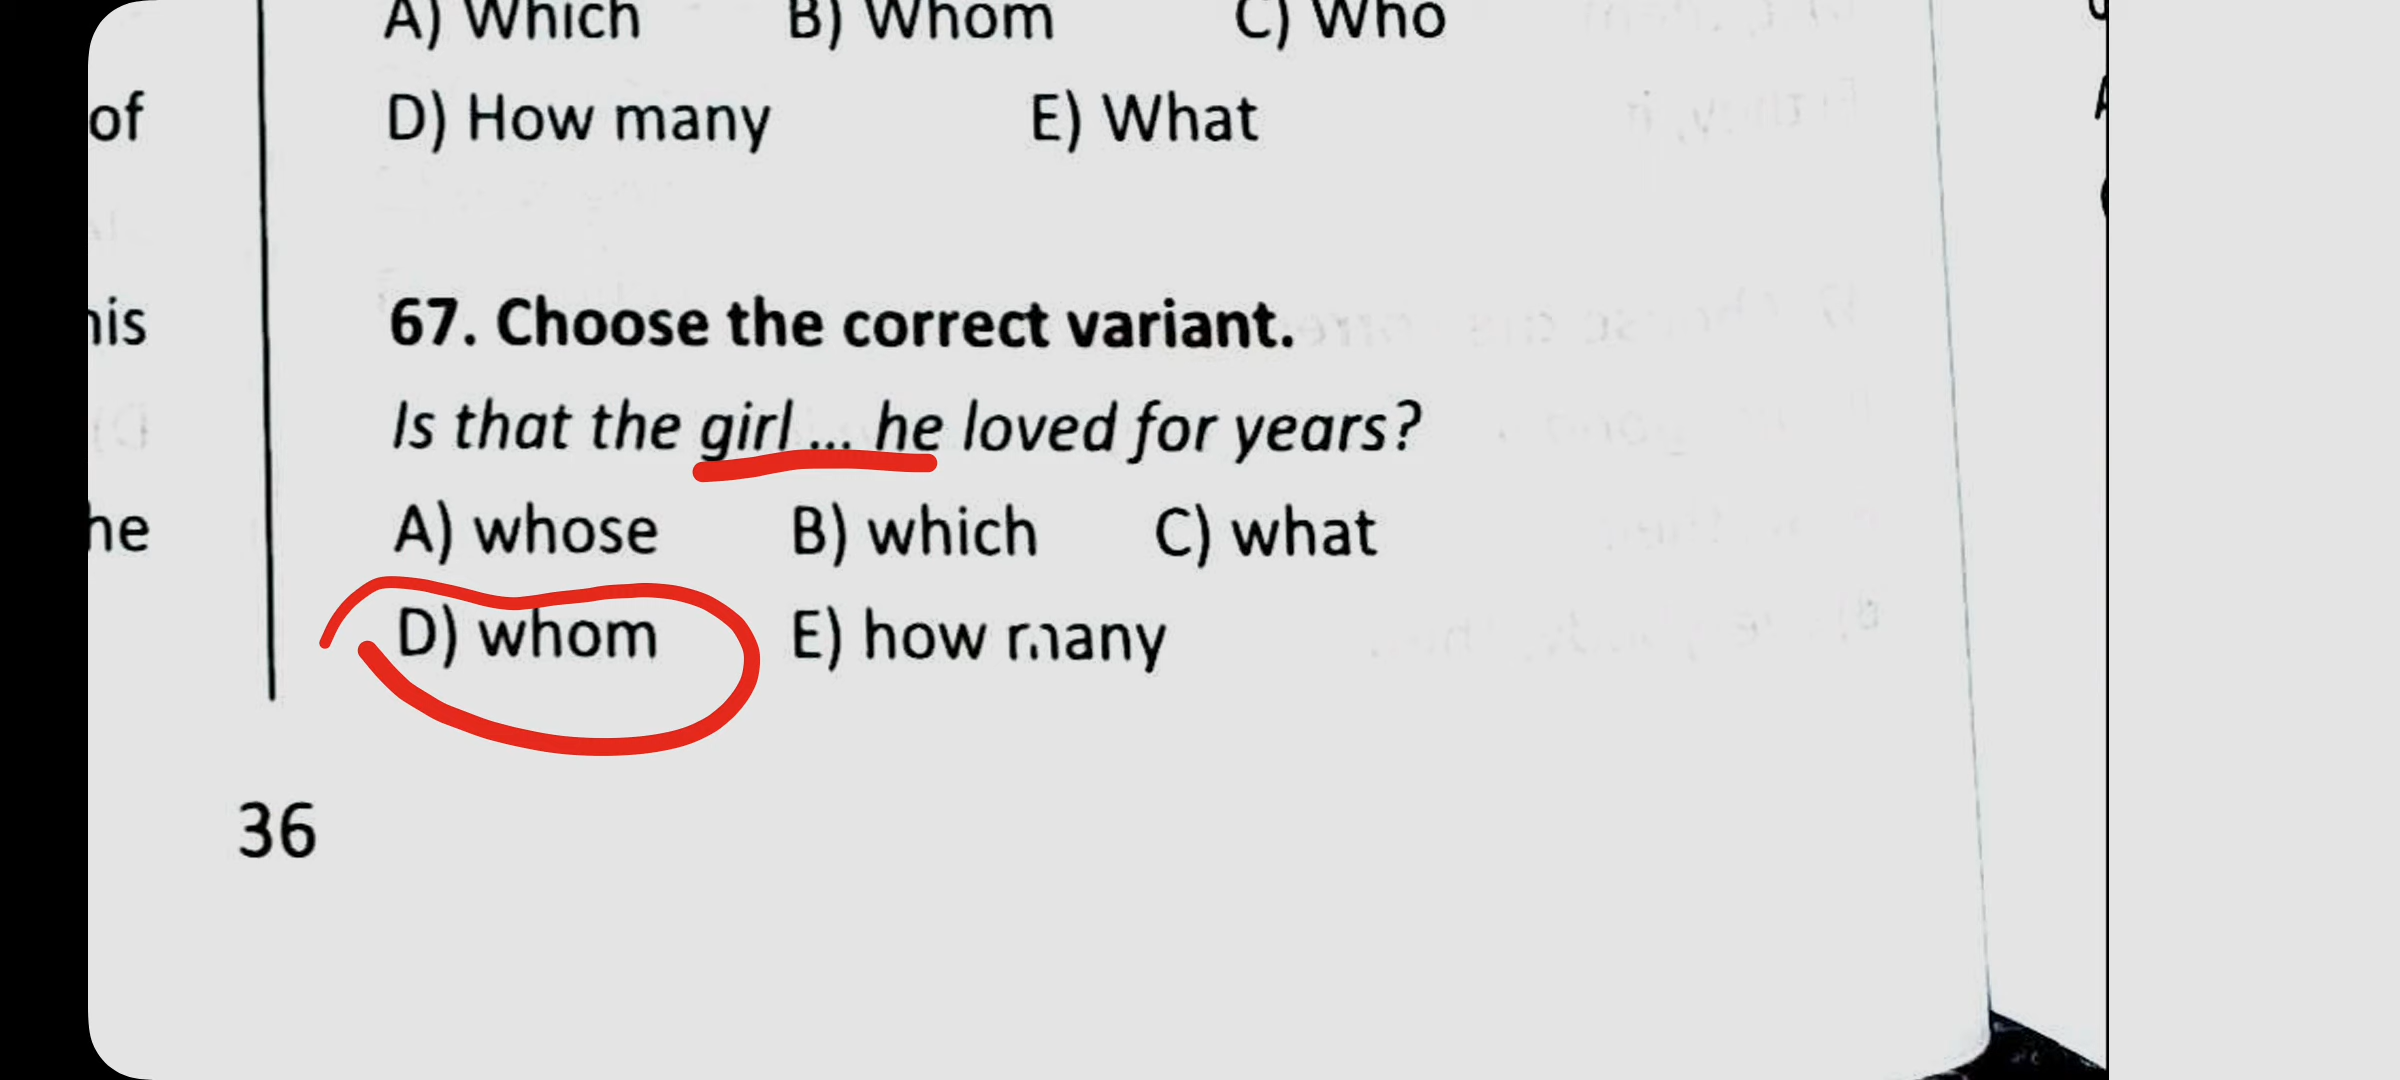 A) Which B) Whom C) Who
D) How many E) What
of
his
he
67. Choose the correct variant.
Is that the girl ... he loved for years?
A) whose B) which C) what
D) whom E) how many
36